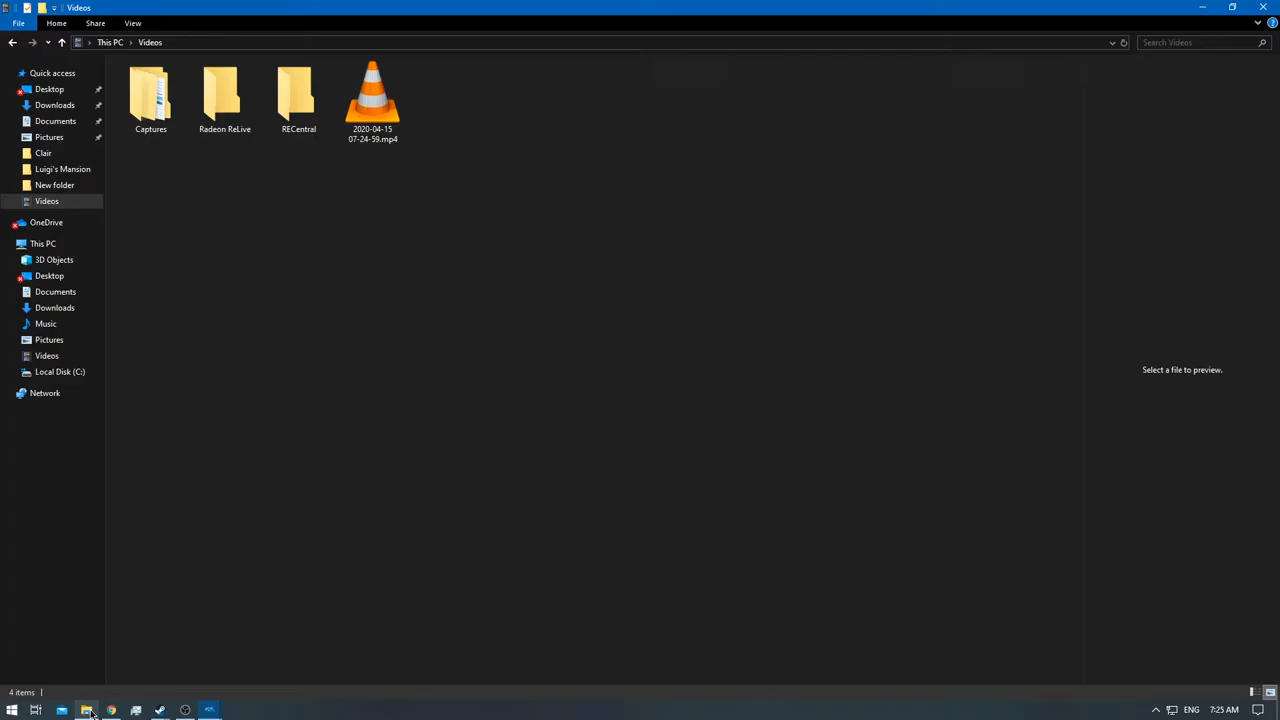 Videos
File Home Share View
This PC Videos
Search Videos
Quick access
Desktop
Downloads
Documents
Pictures
Clair
Luigi's Mansion
New folder
Videos
OneDrive
This PC
3D Objects
Desktop
Documents
Downloads
Music
Pictures
Videos
Local Disk (C:)
Network
Captures
Radeon ReLive
RECentral
2020-04-15
07-24-59.mp4
Select a file to preview.
4 items
ENG 7:25 AM